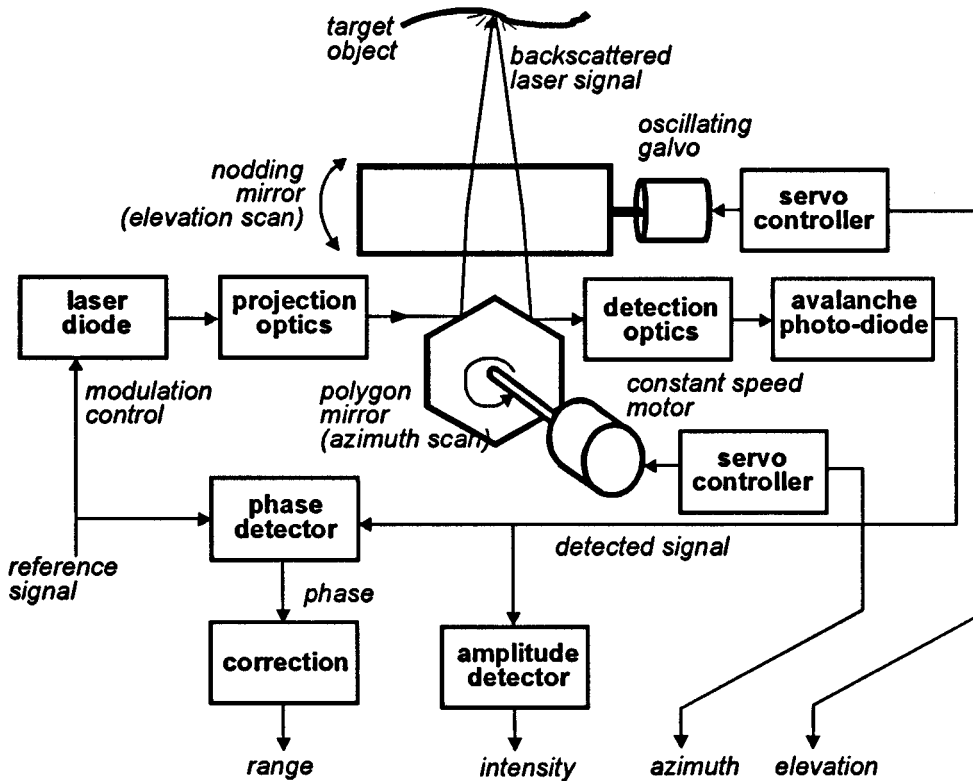 target
object
backscattered
laser signal
oscillating
galvo
nodding
mirror
(elevation scan)
servo
controller
laser
diode
projection
optics
detection
optics
avalanche
photo-diode
modulation
control
polygon
mirror
(azimuth scan)
constant speed
motor
servo
controller
phase
detector
reference
signal
detected signal
phase
correction
amplitude
detector
range
intensity
azimuth
elevation